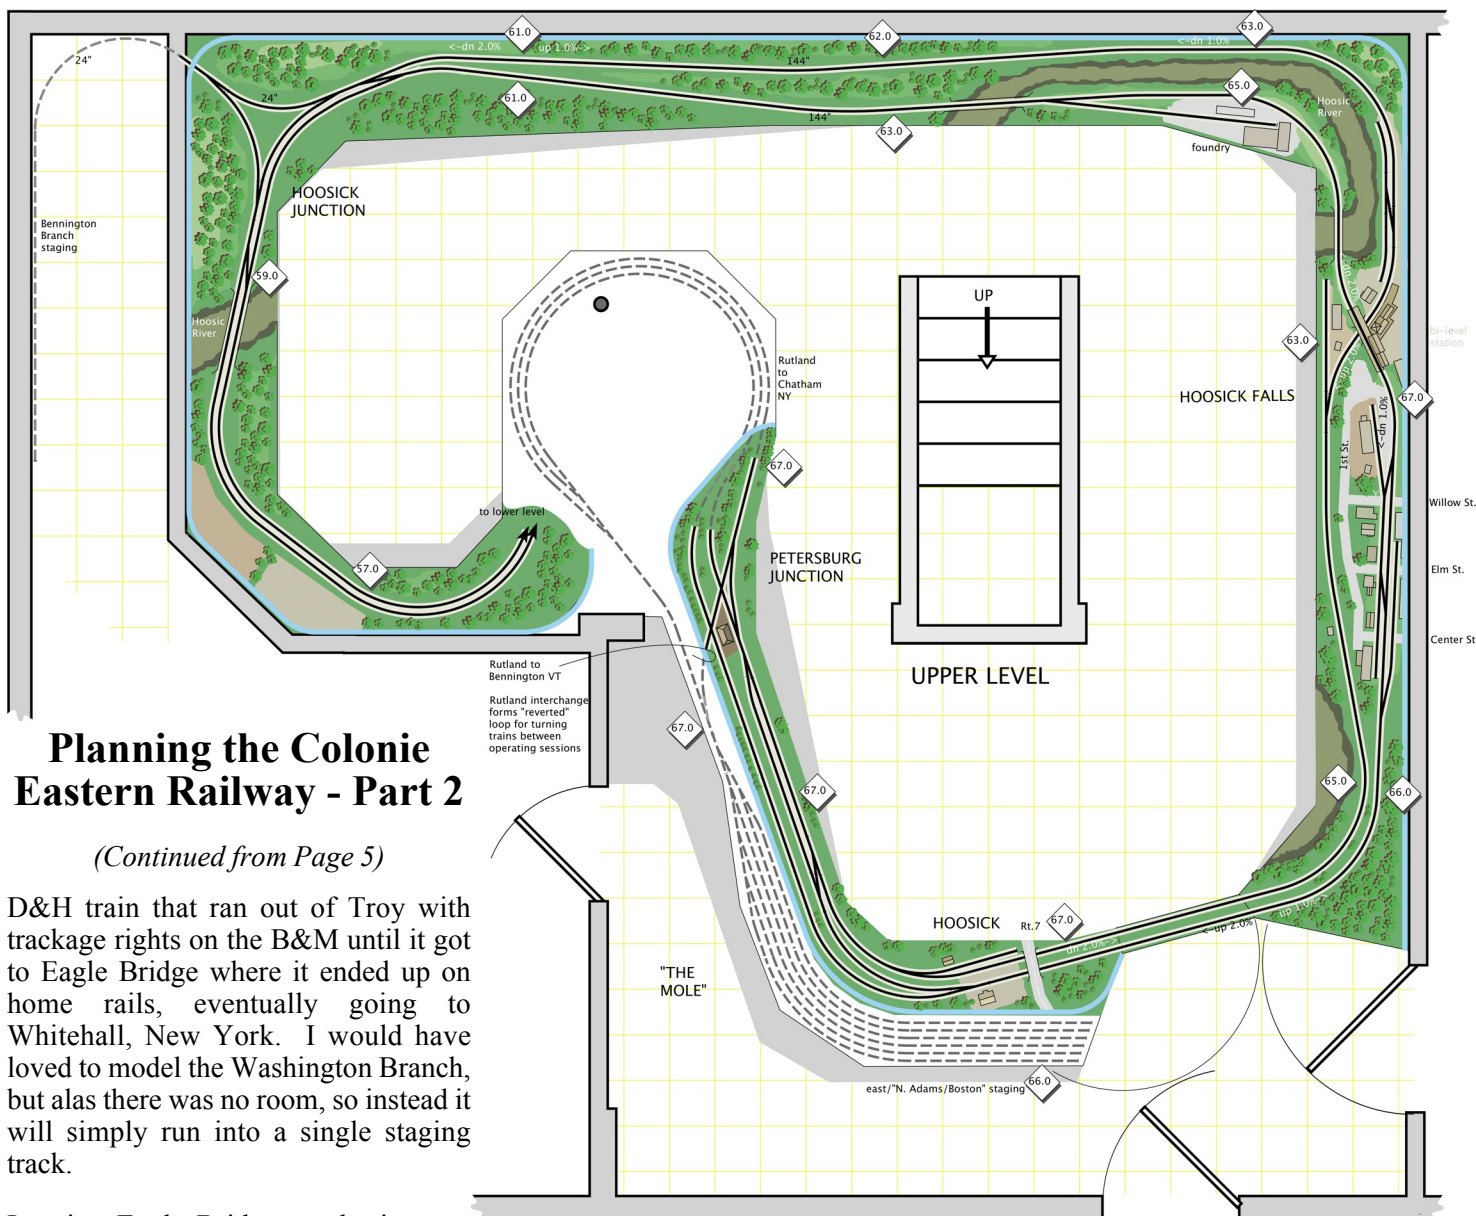 61.0
62.0
63.0
<-dn 2.0%
up 1.0%->
<-dn 1.0%
24"
144"
24"
61.0
65.0
Hoosic
River
144"
63.0
foundry
HOOSICK
JUNCTION
Bennington
Branch
staging
59.0
Hoosic
River
UP
63.0
bi-level
station
Rutland
to
Chatham
NY
HOOSICK FALLS
67.0
<-dn 1.0%
1st St.
67.0
Willow St.
to lower level
PETERSBURG
JUNCTION
57.0
Elm St.
Center St
Rutland to
Bennington VT
UPPER LEVEL
Rutland interchange
forms "reverted"
loop for turning
trains between
operating sessions
67.0
65.0
66.0
67.0
HOOSICK
Rt.7
67.0
up 1.0%->
<-up 2.0%
dn 2.0%->
"THE
MOLE"
66.0
east/"N. Adams/Boston" staging
Planning the Colonie
Eastern Railway - Part 2
(Continued from Page 5)
D&H train that ran out of Troy with
trackage rights on the B&M until it got
to Eagle Bridge where it ended up on
home rails, eventually going to
Whitehall, New York. I would have
loved to model the Washington Branch,
but alas there was no room, so instead it
will simply run into a single staging
track.